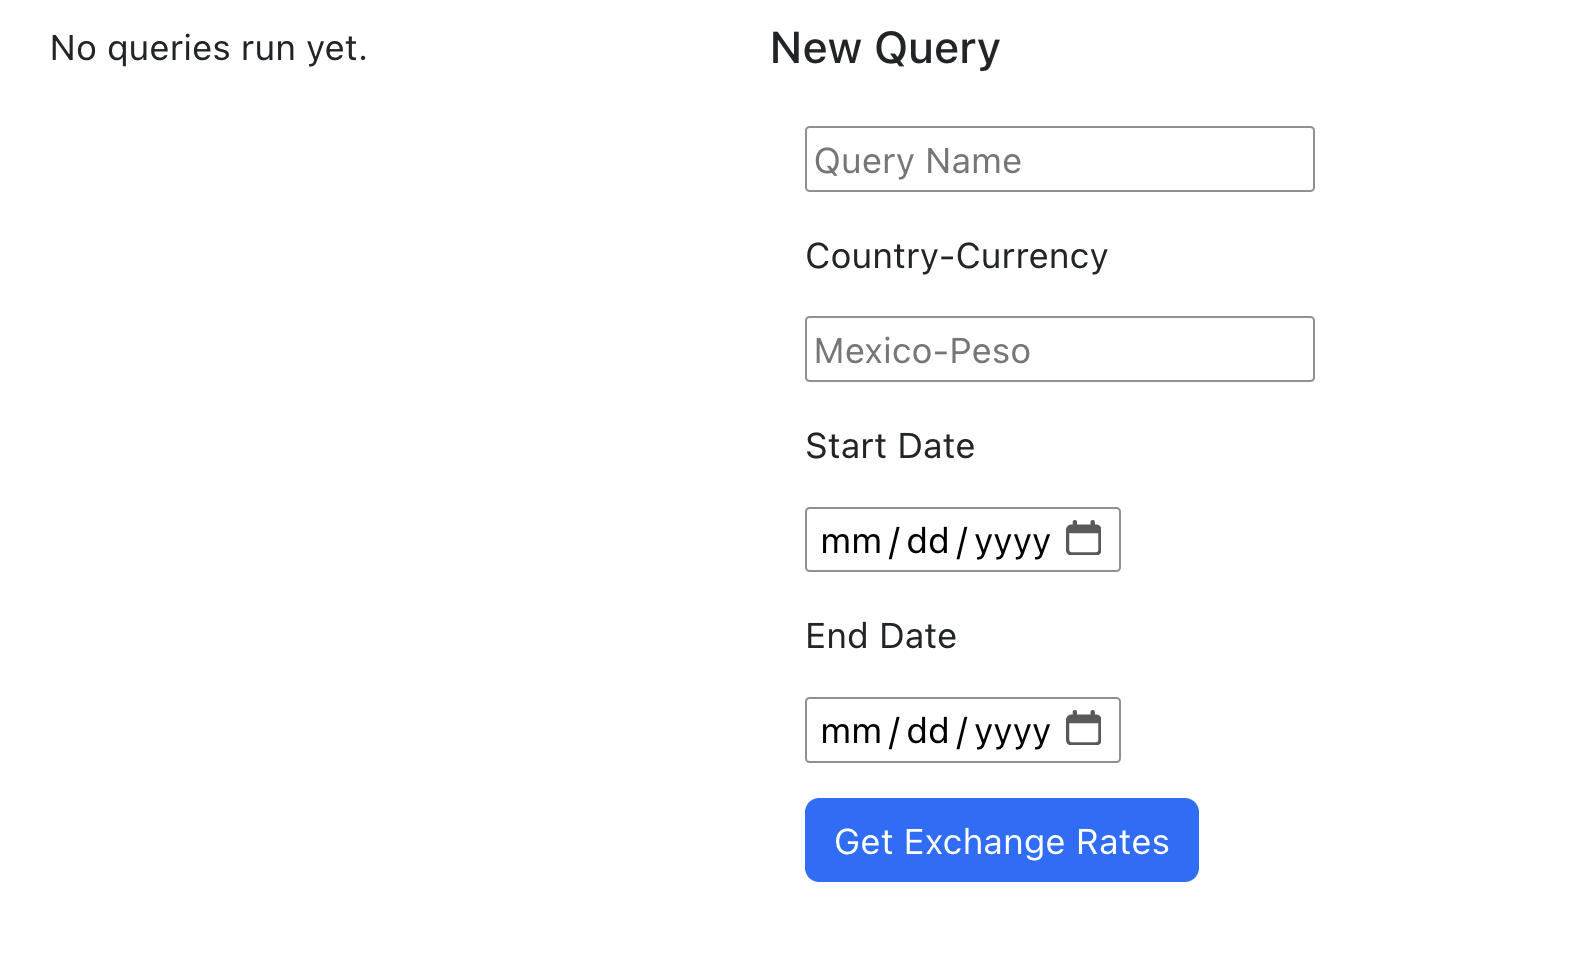 No queries run yet.
New Query
Query Name
Country-Currency
Mexico-Peso
Start Date
mm/dd/yyyy
End Date
mm/dd/yyyy
Get Exchange Rates